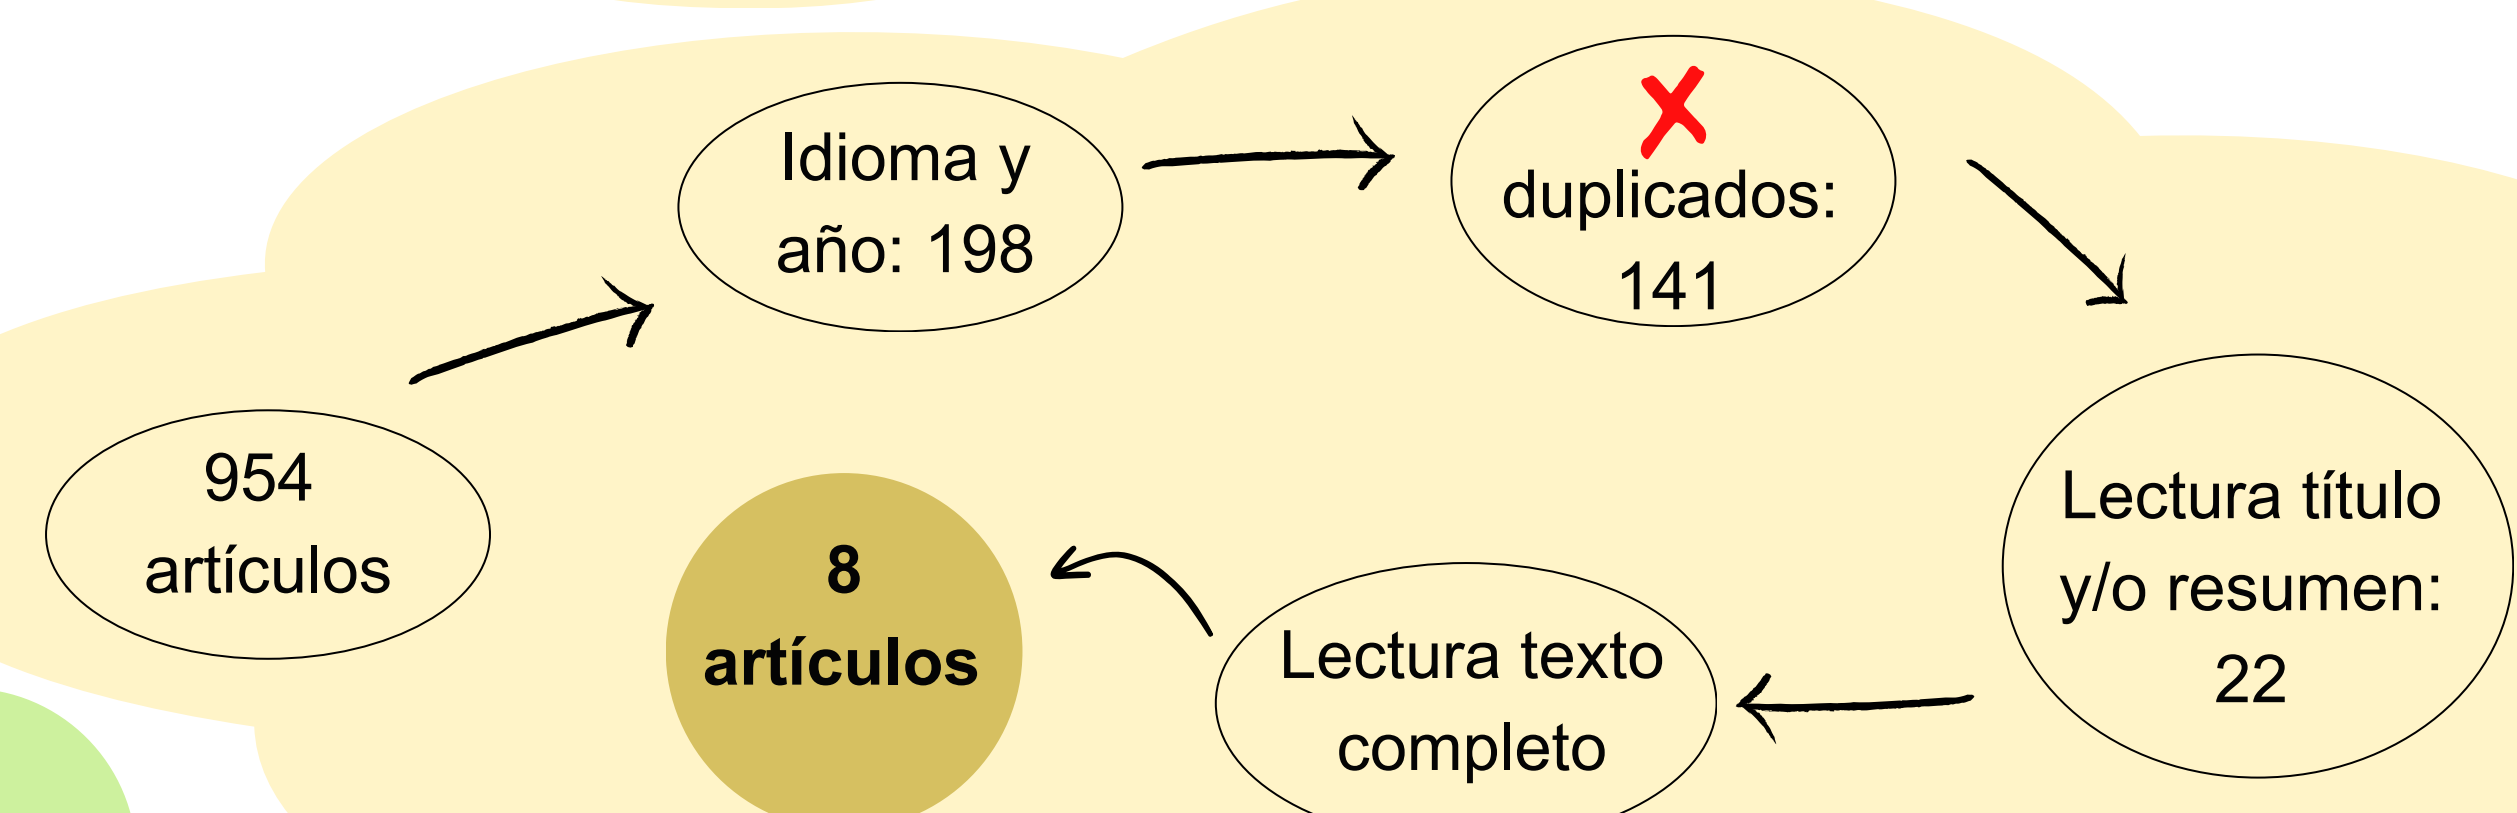 954
artículos
Idioma y
año: 198
duplicados:
141
Lectura título
y/o resumen:
22
Lectura texto
completo
8
artículos